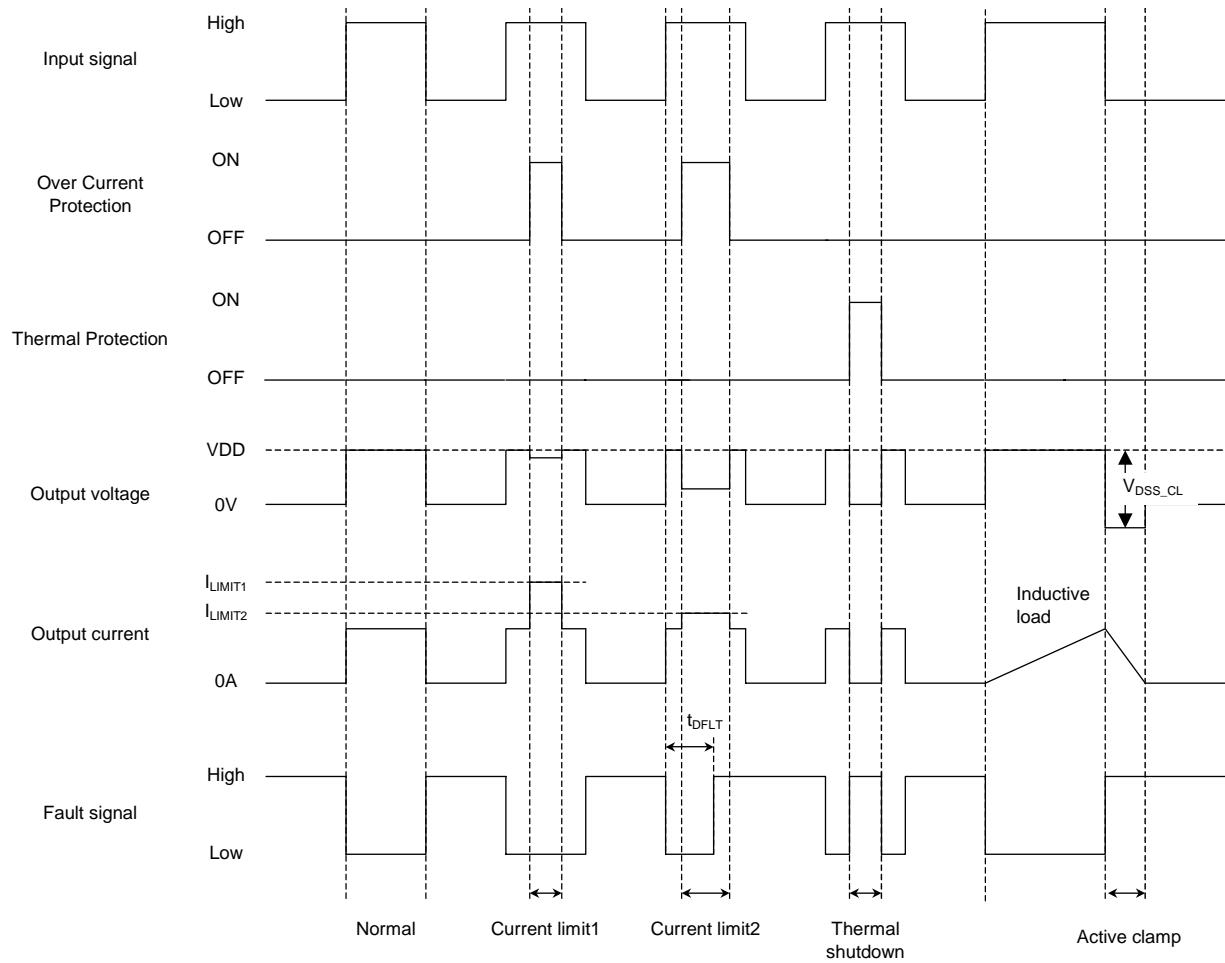 High
Input signal
Low
ON
Over Current
Protection
OFF
ON
Thermal Protection
OFF
VDD
Output voltage
0V
VDSS_CL
ILIMIT1
ILIMIT2
Output current
0A
Inductive
load
tDFLT
High
Fault signal
Low
Normal
Current limit1
Current limit2
Thermal
shutdown
Active clamp